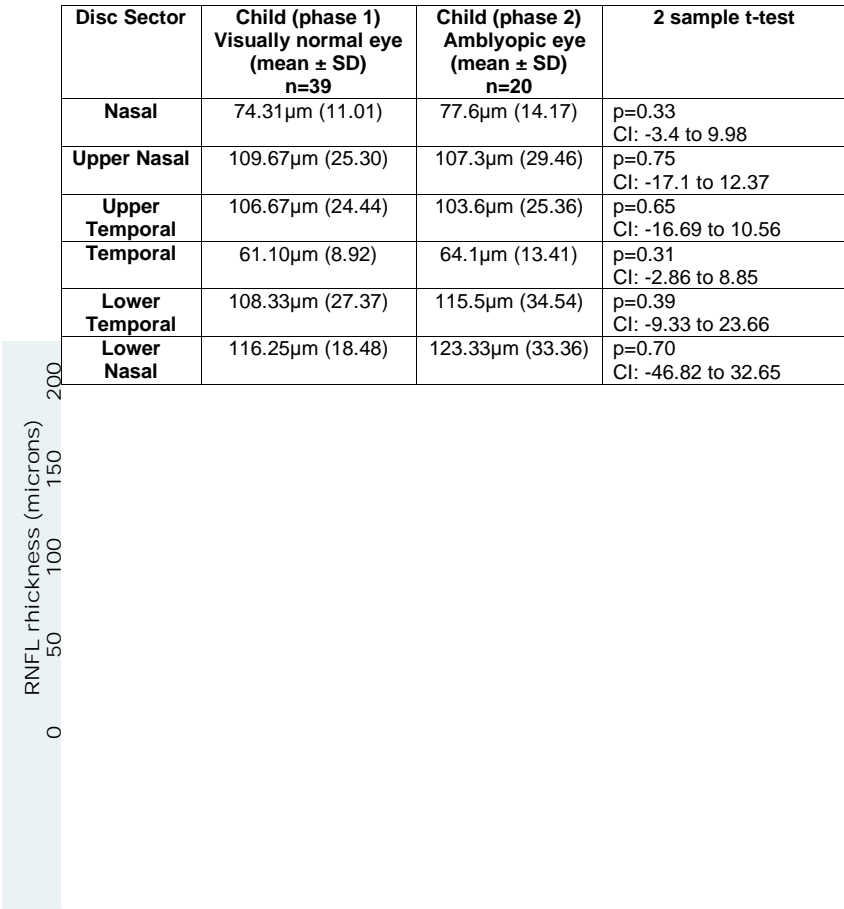 Disc Sector Child (phase 1) Child (phase 2) 2 sample t-test
Visually normal eye Amblyopic eye
(mean ± SD) (mean ± SD)
n=39 n=20
Nasal 74.31µm (11.01) 77.6µm (14.17) p=0.33
CI: -3.4 to 9.98
Upper Nasal 109.67µm (25.30) 107.3µm (29.46) p=0.75
CI: -17.1 to 12.37
Upper 106.67µm (24.44) 103.6µm (25.36) p=0.65
Temporal CI: -16.69 to 10.56
Temporal 61.10µm (8.92) 64.1µm (13.41) p=0.31
CI: -2.86 to 8.85
Lower 108.33µm (27.37) 115.5µm (34.54) p=0.39
Temporal CI: -9.33 to 23.66
Lower 116.25µm (18.48) 123.33µm (33.36) p=0.70
Nasal CI: -46.82 to 32.65
RNFL rhickness (microns)
0 50 100 150 200